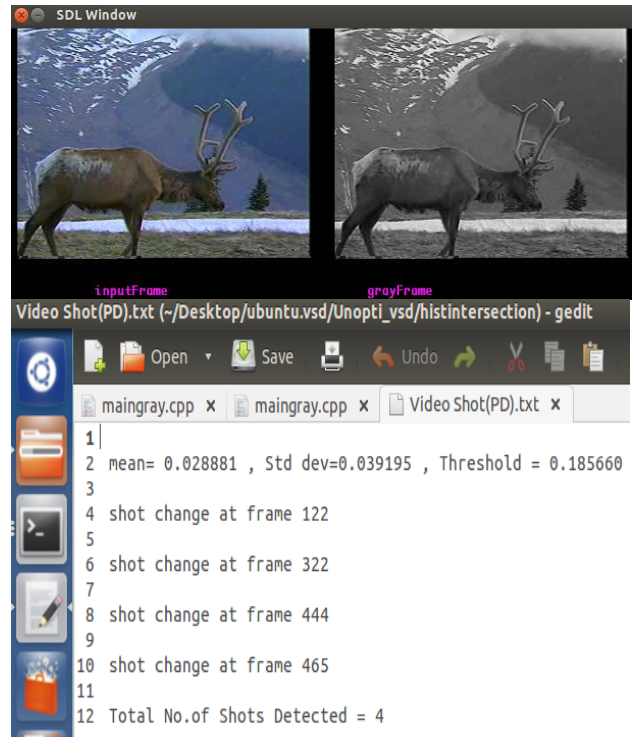 SDL Window
inputFrame grayFrame
Video Shot(PD).txt (~/Desktop/ubuntu.vsd/Unopti_vsd/histintersection) - gedit
Open Save Undo
maingray.cpp x maingray.cpp x Video Shot(PD).txt x
1
2 mean= 0.028881 , Std dev=0.039195 , Threshold = 0.185660
3
4 shot change at frame 122
5
6 shot change at frame 322
7
8 shot change at frame 444
9
10 shot change at frame 465
11
12 Total No.of Shots Detected = 4